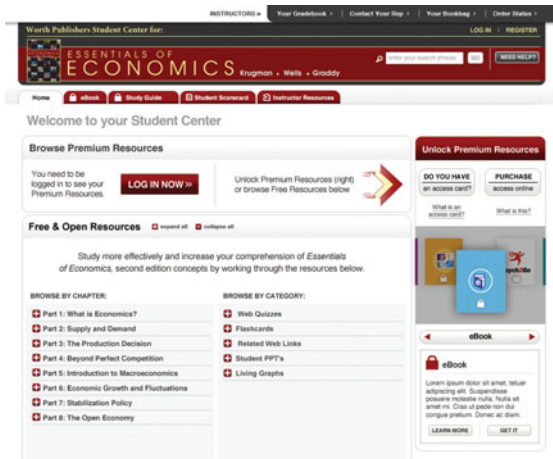 INSTRUCTORS »
Your Gradebook › | Contact Your Rep › | Your Bookbag › | Order Status ›
Worth Publishers Student Center for:
LOG IN | REGISTER
ESSENTIALS OF
ECONOMICS Krugman • Wells • Graddy
enter your search phrase GO NEED HELP?
Home eBook Study Guide Student Scorecard Instructor Resources
Welcome to your Student Center
Browse Premium Resources
You need to be
logged in to see your
Premium Resources.
LOG IN NOW »
Unlock Premium Resources (right)
or browse Free Resources below
Free & Open Resources expand all collapse all
Study more effectively and increase your comprehension of Essentials
of Economics, second edition concepts by working through the resources below.
BROWSE BY CHAPTER:
Part 1: What is Economics?
Part 2: Supply and Demand
Part 3: The Production Decision
Part 4: Beyond Perfect Competition
Part 5: Introduction to Macroeconomics
Part 6: Economic Growth and Fluctuations
Part 7: Stabilization Policy
Part 8: The Open Economy
BROWSE BY CATEGORY:
Web Quizzes
Flashcards
Related Web Links
Student PPT's
Living Graphs
Unlock Premium Resources
DO YOU HAVE
an access card?
PURCHASE
access online
What is an
access card?
What is this?
eBook
eBook
Lorem ipsum dolor sit amet, tetuer
adipiscing elit. Suspendisse
posuere molestie nulla. Nulla sit
amet mi. Cras ut pede non dui
congue pretium. Donec ac diam.
LEARN MORE GET IT